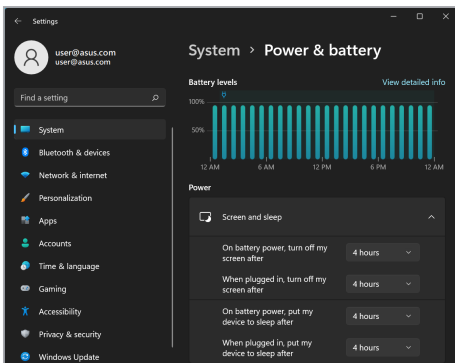 Settings
user@asus.com
user@asus.com
Find a setting
System
Bluetooth & devices
Network & internet
Personalization
Apps
Accounts
Time & language
Gaming
Accessibility
Privacy & security
Windows Update
System > Power & battery
Battery levels
View detailed info
100%
50%
12 AM 6 AM 12 PM 6 PM 12 AM
Power
Screen and sleep
On battery power, turn off my
screen after
4 hours
When plugged in, turn off my
screen after
4 hours
On battery power, put my
device to sleep after
4 hours
When plugged in, put my
device to sleep after
4 hours